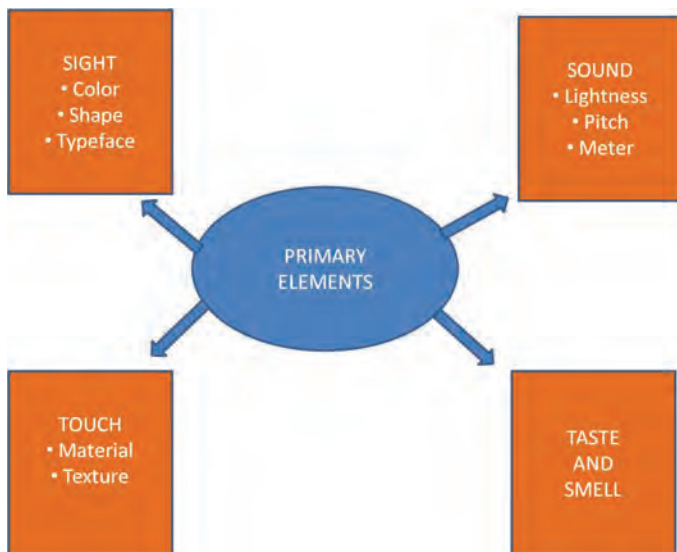 SIGHT
• Color
• Shape
• Typeface
SOUND
• Lightness
• Pitch
• Meter
PRIMARY
ELEMENTS
TOUCH
• Material
• Texture
TASTE
AND
SMELL